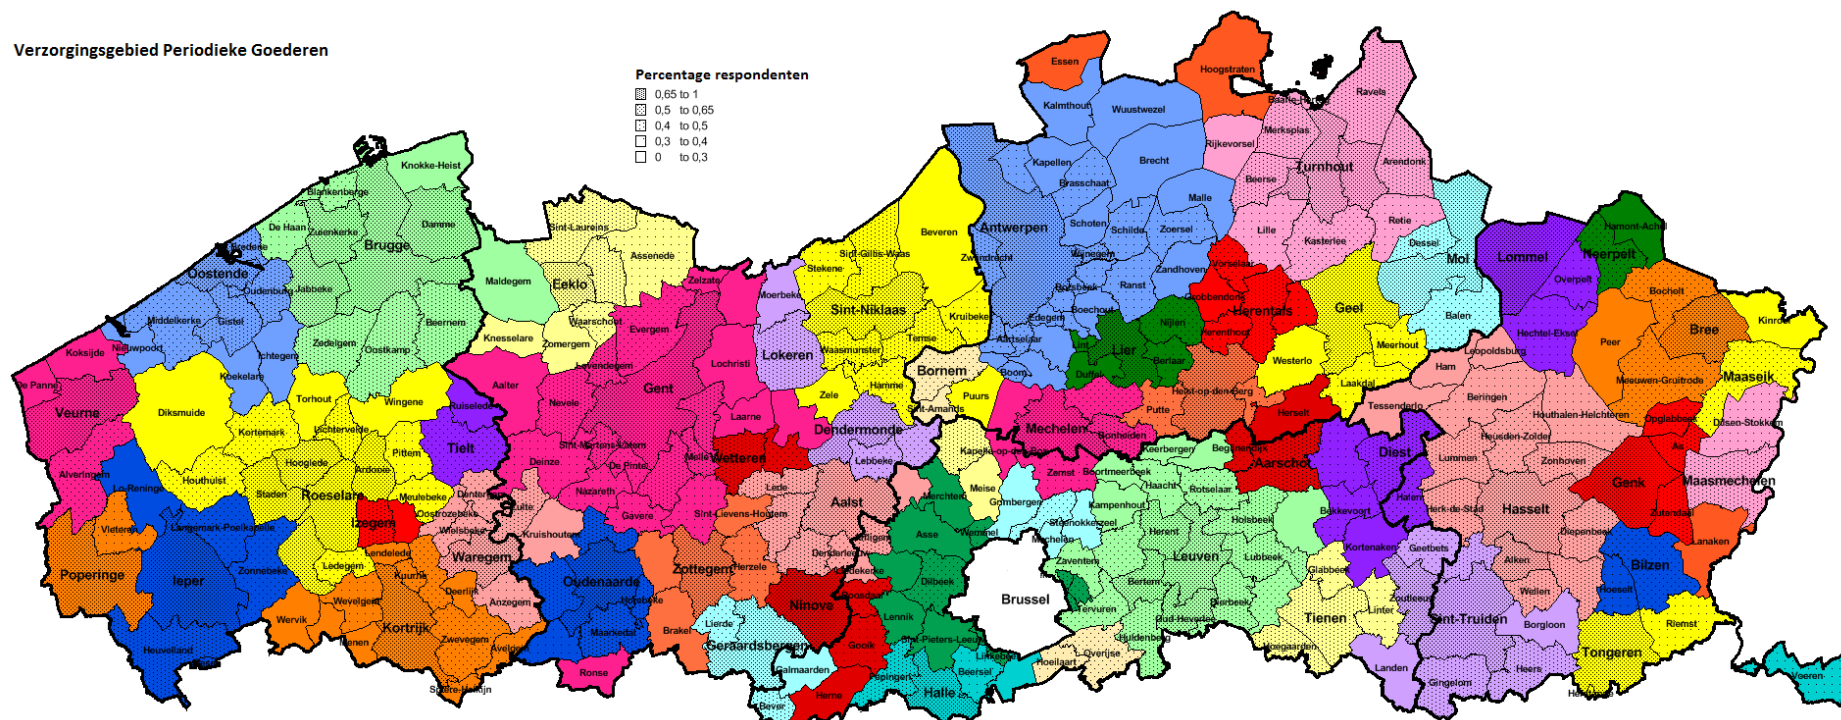 Verzorgingsgebied Periodieke Goederen
Percentage respondenten
0,65 to 1
0,5 to 0,65
0,4 to 0,5
0,3 to 0,4
0 to 0,3
Essen
Hoogstraten
Ravels
Kalmthout
Wuustwezel
Merksplas
Rijkevorsel
Knokke-Heist
Kapellen
Brecht
Turnhout
Arendonk
Brasschaat
Beerse
Blankenberge
Malle
De Haan
Zuienkerke
Damme
Sint-Laureins
Beveren
Antwerpen
Schoten
Schilde
Zoersel
Lille
Retie
Hamont-Achel
Bredene
Brugge
Kasterlee
Dessel
Assenede
Stekene
Sint-Gillis-Waas
Zwijndrecht
Wijnegem
Mol
Lommel
Neerpelt
Oostende
Maldegem
Eeklo
Zelzate
Zandhoven
Vorselaar
Overpelt
Oudenburg
Jabbeke
Moerbeke
Borsbeek
Ranst
Grobbendonk
Bocholt
Middelkerke
Gistel
Beernem
Waarschoot
Evergem
Sint-Niklaas
Kruibeke
Edegem
Boechout
Nijlen
Herentals
Geel
Balen
Kinrooi
Nieuwpoort
Zedelgem
Oostkamp
Knesselare
Zomergem
Temse
Aartselaar
Lint
Lier
Herenthout
Hechtel-Eksel
Peer
Bree
Koksijde
Ichtegem
Lovendegem
Lochristi
Lokeren
Waasmunster
Berlaar
Westerlo
Meerhout
Leopoldsburg
De Panne
Koekelare
Aalter
Gent
Hamme
Bornem
Boom
Duffel
Laakdal
Ham
Meeuwen-Gruitrode
Maaseik
Veurne
Diksmuide
Torhout
Wingene
Ruiselede
Nevele
Laarne
Zele
Puurs
Sint-Amands
Putte
Heist-op-den-Berg
Herselt
Tessenderlo
Beringen
Houthalen-Helchteren
Opglabbeek
Dilsen-Stokkem
Kortemark
Lichtervelde
Tielt
Sint-Martens-Latem
Dendermonde
Mechelen
Bonheiden
Heusden-Zolder
As
Alveringem
Pittem
Deinze
De Pinte
Melle
Wetteren
Lebbeke
Kapelle-op-den-Bos
Keerbergen
Begijnendijk
Aarschot
Diest
Lummen
Zonhoven
Lo-Reninge
Houthulst
Hooglede
Ardooie
Zemst
Boortmeerbeek
Haacht
Rotselaar
Staden
Roeselare
Meulebeke
Dentergem
Nazareth
Lede
Aalst
Merchtem
Meise
Grimbergen
Kampenhout
Halen
Genk
Maasmechelen
Vleteren
Langemark-Poelkapelle
Izegem
Oostrozebeke
Zulte
Gavere
Sint-Lievens-Houtem
Steenokkerzeel
Holsbeek
Bekkevoort
Herk-de-Stad
Hasselt
Zutendaal
Wielsbeke
Kruishoutem
Affligem
Asse
Wemmel
Machelen
Herent
Diepenbeek
Lanaken
Poperinge
Ieper
Zonnebeke
Ledegem
Lendelede
Kuurne
Waregem
Oudenaarde
Zottegem
Herzele
Denderleeuw
Liedekerke
Dilbeek
Zaventem
Leuven
Lubbeek
Glabbeek
Kortenaken
Geetbets
Alken
Bilzen
Deerlijk
Anzegem
Horebeke
Ninove
Roosdaal
Brussel
Bertem
Tervuren
Bierbeek
Tienen
Linter
Zoutleeuw
Wellen
Hoeselt
Wervik
Wevelgem
Menen
Kortrijk
Zwevegem
Avelgem
Maarkedal
Brakel
Lierde
Geraardsbergen
Lennik
Gooik
Sint-Pieters-Leeuw
Oud-Heverlee
Huldenberg
Sint-Truiden
Borgloon
Riemst
Tongeren
Heuvelland
Mesen
Spiere-Helkijn
Ronse
Galmaarden
Pepingen
Beersel
Linkebeek
Hoeilaart
Overijse
Hoegaarden
Landen
Heers
Gingelom
Herstappe
Voeren
Bever
Herne
Halle